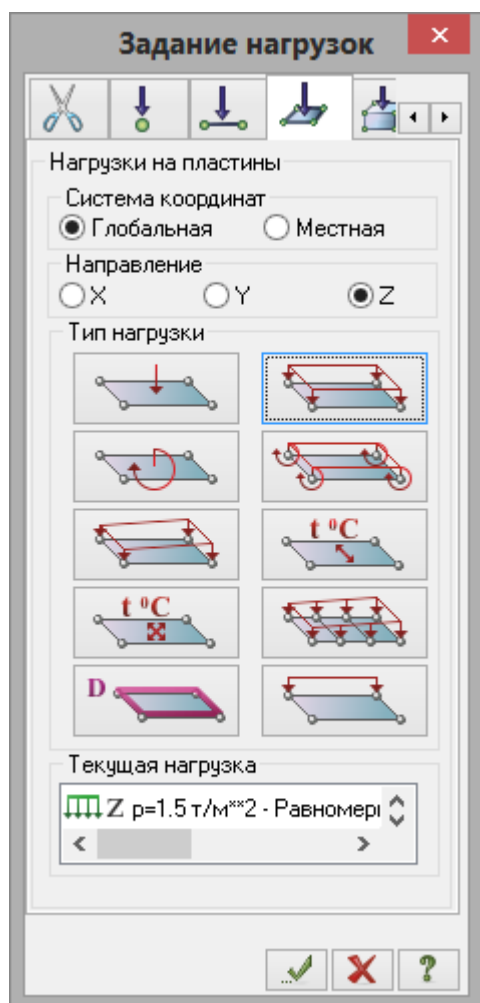 Задание нагрузок
Нагрузки на пластины
Система координат
Глобальная Местная
Направление
X Y Z
Тип нагрузки
t ⁰C
t ⁰C
D
Текущая нагрузка
Z p=1.5 т/м**2 - Равномер